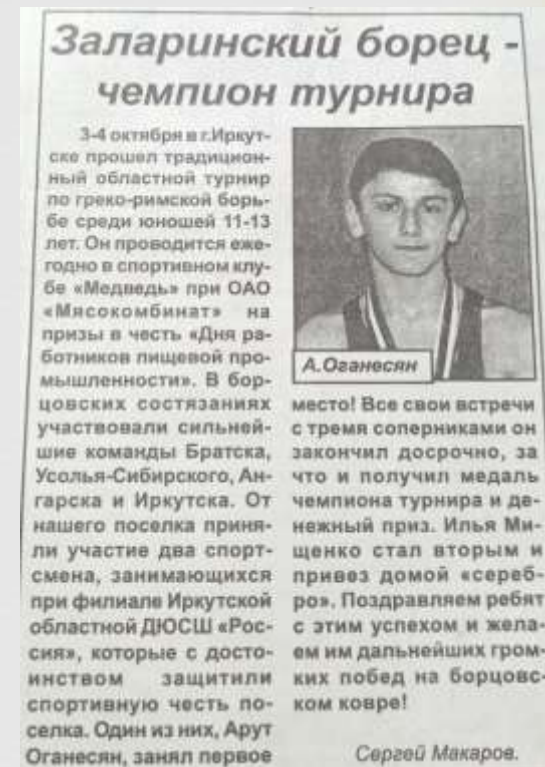 Заларинский борец -
чемпион турнира
3-4 октября в г.Иркут-
ске прошел традицион-
ный областной турнир
по греко-римской борь-
бе среди юношей 11-13
лет. Он проводится еже-
годно в спортивном клу-
бе «Медведь» при ОАО
«Мясокомбинат» на
призы в честь «Дня ра-
ботников пищевой про-
мышленности». В бор-
цовских состязаниях
участвовали сильней-
шие команды Братска,
Усолья-Сибирского, Ан-
гарска и Иркутска. От
нашего поселка приня-
ли участие два спорт-
смена, занимающихся
при филиале Иркутской
областной ДЮСШ «Рос-
сия», которые с досто-
инством защитили
спортивную честь по-
селка. Один из них, Арут
Оганесян, занял первое
А.Оганесян
место! Все свои встречи
с тремя соперниками он
закончил досрочно, за
что и получил медаль
чемпиона турнира и де-
нежный приз. Илья Ми-
щенко стал вторым и
привез домой «сереб-
ро». Поздравляем ребят
с этим успехом и жела-
ем им дальнейших гром-
ких побед на борцовс-
ком ковре!
Сергей Макаров.